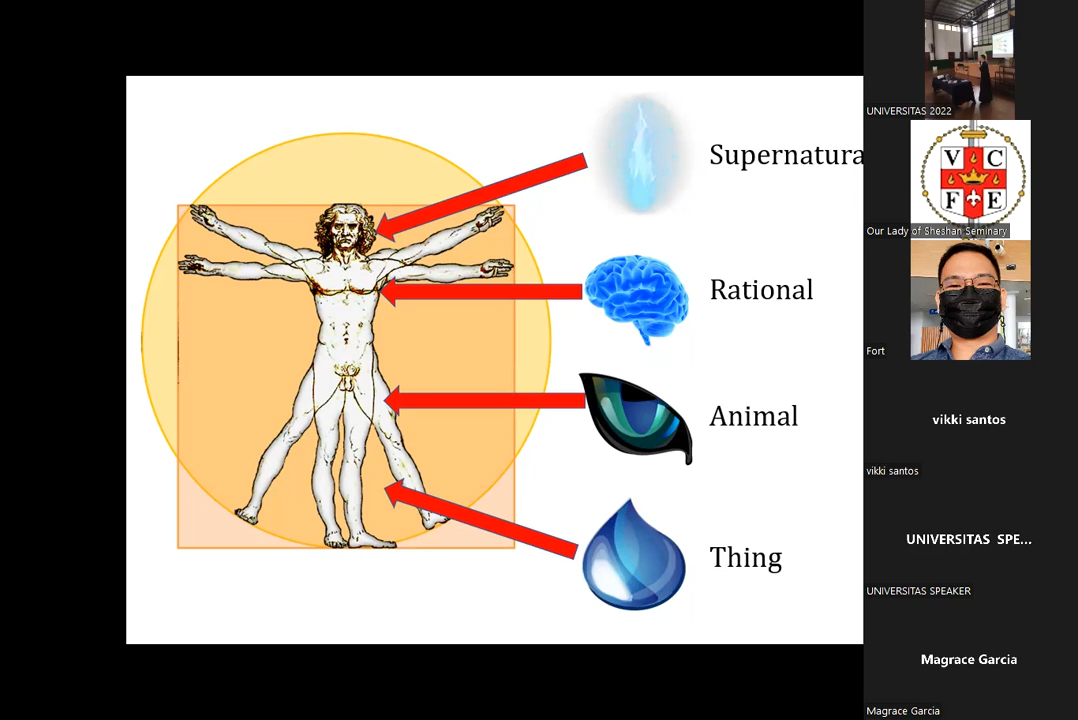 Supernatura
Rational
Animal
Thing
UNIVERSITAS 2022
V C
F E
Our Lady of Sheshan Seminary
Fort
vikki santos
vikki santos
UNIVERSITAS SPE...
UNIVERSITAS SPEAKER
Magrace Garcia
Magrace Garcia